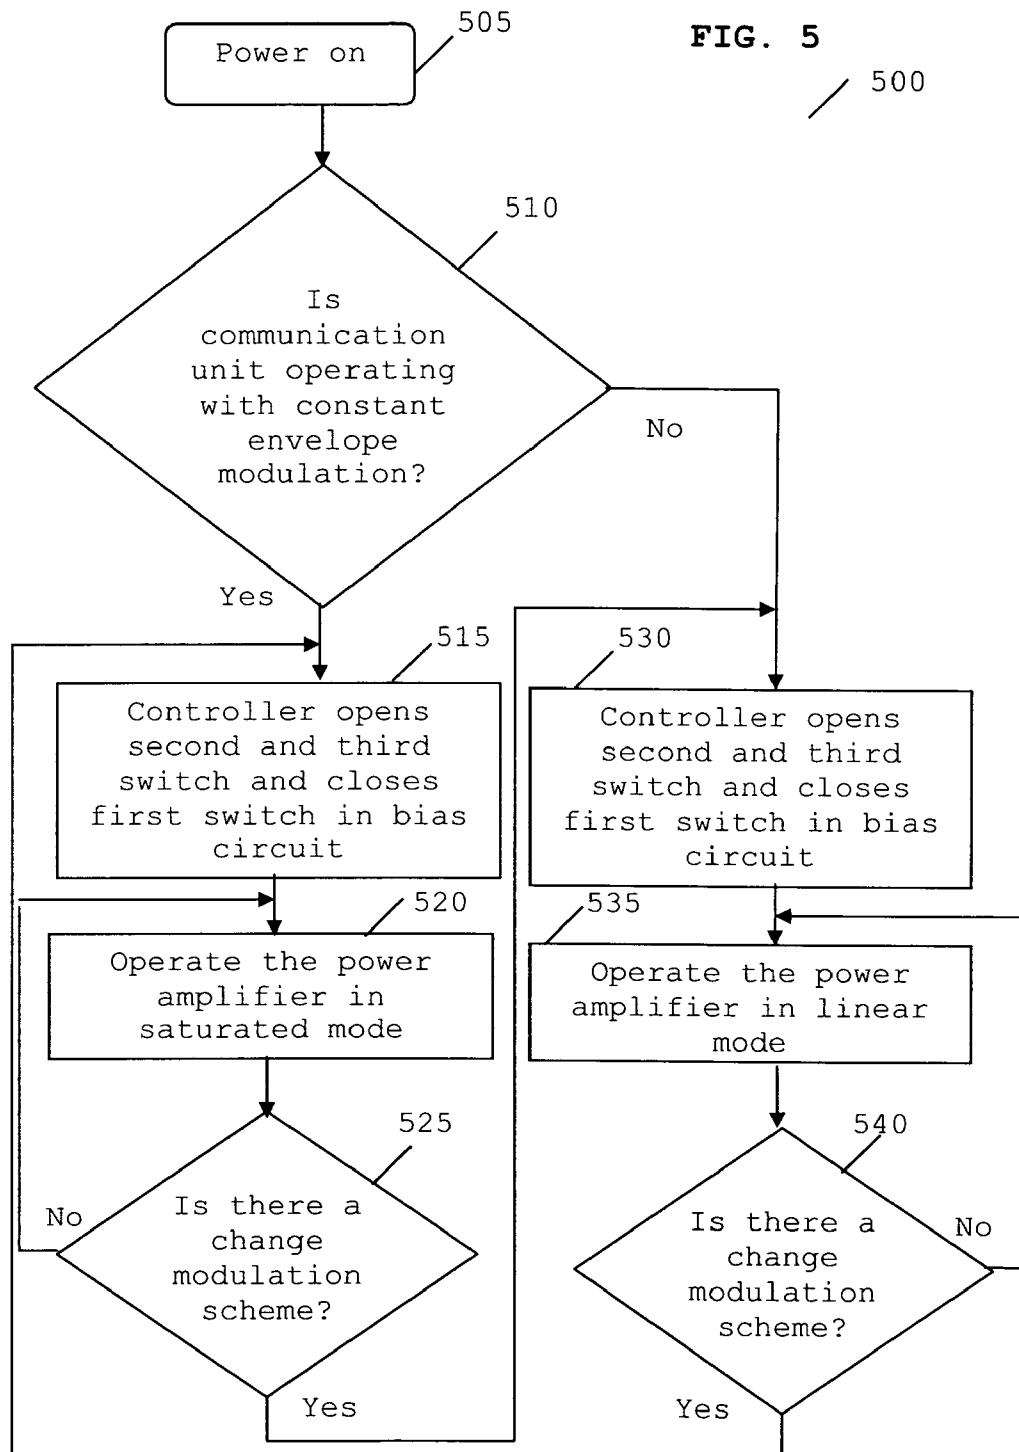 FIG. 5
500
Power on
505
510
Is
communication
unit operating
with constant
envelope
modulation?
No
Yes
515
Controller opens
second and third
switch and closes
first switch in bias
circuit
530
Controller opens
second and third
switch and closes
first switch in bias
circuit
520
Operate the power
amplifier in
saturated mode
535
Operate the power
amplifier in linear
mode
525
Is there a
change
modulation
scheme?
No
Yes
540
Is there a
change
modulation
scheme?
No
Yes